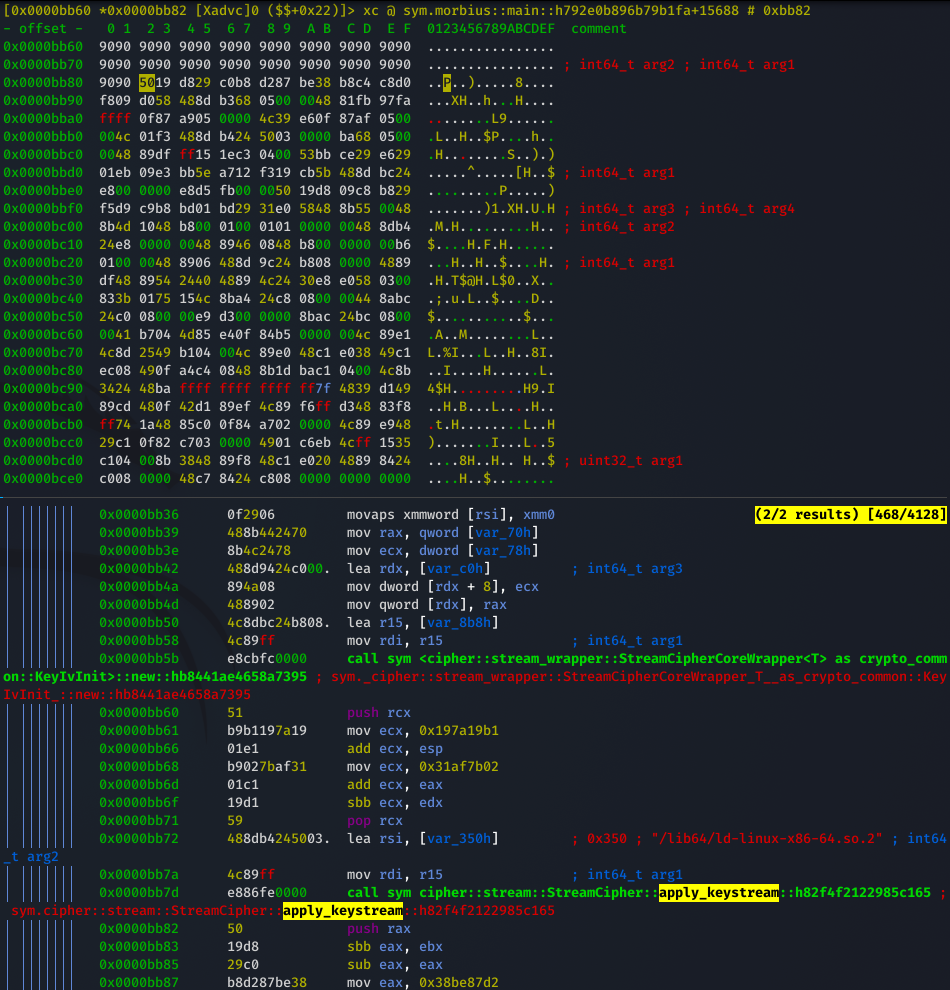 [0x0000bb60 *0x0000bb82 [Xadvc]0 ($$+0x22)]> xc @ sym.morbius::main::h792e0b896b79b1fa+15688 # 0xbb82
- offset -   0 1  2 3  4 5  6 7  8 9  A B  C D  E F  0123456789ABCDEF  comment
0x0000bb60  9090 9090 9090 9090 9090 9090 9090 9090  ................
0x0000bb70  9090 9090 9090 9090 9090 9090 9090 9090  ................ ; int64_t arg2 ; int64_t arg1
0x0000bb80  9090 5019 d829 c0b8 d287 be38 b8c4 c8d0  ..P..).....8....
0x0000bb90  f809 d058 488d b368 0500 0048 81fb 97fa  ...XH..h...H....
0x0000bba0  ffff 0f87 a905 0000 4c39 e60f 87af 0500  ........L9......
0x0000bbb0  004c 01f3 488d b424 5003 0000 ba68 0500  .L..H..$P....h..
0x0000bbc0  0048 89df ff15 1ec3 0400 53bb ce29 e629  .H........S..).)
0x0000bbd0  01eb 09e3 bb5e a712 f319 cb5b 488d bc24  .....^.....[H..$ ; int64_t arg1
0x0000bbe0  e800 0000 e8d5 fb00 0050 19d8 09c8 b829  .........P.....)
0x0000bbf0  f5d9 c9b8 bd01 bd29 31e0 5848 8b55 0048  .......)1.XH.U.H ; int64_t arg3 ; int64_t arg4
0x0000bc00  8b4d 1048 b800 0100 0101 0000 0048 8db4  .M.H.........H.. ; int64_t arg2
0x0000bc10  24e8 0000 0048 8946 0848 b800 0000 00b6  $....H.F.H......
0x0000bc20  0100 0048 8906 488d 9c24 b808 0000 4889  ...H..H..$....H. ; int64_t arg1
0x0000bc30  df48 8954 2440 4889 4c24 30e8 e058 0300  .H.T$@H.L$0..X..
0x0000bc40  833b 0175 154c 8ba4 24c8 0800 0044 8abc  .;.u.L..$....D..
0x0000bc50  24c0 0800 00e9 d300 0000 8bac 24bc 0800  $...........$...
0x0000bc60  0041 b704 4d85 e40f 84b5 0000 004c 89e1  .A..M........L..
0x0000bc70  4c8d 2549 b104 004c 89e0 48c1 e038 49c1  L.%I...L..H..8I.
0x0000bc80  ec08 490f a4c4 0848 8b1d bac1 0400 4c8b  ..I....H......L.
0x0000bc90  3424 48ba ffff ffff ffff ff7f 4839 d149  4$H.........H9.I
0x0000bca0  89cd 480f 42d1 89ef 4c89 f6ff d348 83f8  ..H.B...L....H..
0x0000bcb0  ff74 1a48 85c0 0f84 a702 0000 4c89 e948  .t.H........L..H
0x0000bcc0  29c1 0f82 c703 0000 4901 c6eb 4cff 1535  ).......I...L..5
0x0000bcd0  c104 008b 3848 89f8 48c1 e020 4889 8424  ....8H..H.. H..$ ; uint32_t arg1
0x0000bce0  c008 0000 48c7 8424 c808 0000 0000 0000  ....H..$........
0x0000bb36      0f2906         movaps xmmword [rsi], xmm0 (2/2 results) [468/4128]
0x0000bb39      488b442470     mov rax, qword [var_70h]
0x0000bb3e      8b4c2478       mov ecx, dword [var_78h]
0x0000bb42      488d9424c000.  lea rdx, [var_c0h]          ; int64_t arg3
0x0000bb4a      894a08         mov dword [rdx + 8], ecx
0x0000bb4d      488902         mov qword [rdx], rax
0x0000bb50      4c8dbc24b808.  lea r15, [var_8b8h]
0x0000bb58      4c89ff         mov rdi, r15                ; int64_t arg1
0x0000bb5b      e8cbfc0000     call sym <cipher::stream_wrapper::StreamCipherCoreWrapper<T> as crypto_comm
on::KeyIvInit>::new::hb8441ae4658a7395 ; sym._cipher::stream_wrapper::StreamCipherCoreWrapper_T__as_crypto_common::Key
IvInit_::new::hb8441ae4658a7395
0x0000bb60      51             push rcx
0x0000bb61      b9b1197a19     mov ecx, 0x197a19b1
0x0000bb66      01e1           add ecx, esp
0x0000bb68      b9027baf31     mov ecx, 0x31af7b02
0x0000bb6d      01c1           add ecx, eax
0x0000bb6f      19d1           sbb ecx, edx
0x0000bb71      59             pop rcx
0x0000bb72      488db4245003.  lea rsi, [var_350h]         ; 0x350 ; "/lib64/ld-linux-x86-64.so.2" ; int64
_t arg2
0x0000bb7a      4c89ff         mov rdi, r15                ; int64_t arg1
0x0000bb7d      e886fe0000     call sym cipher::stream::StreamCipher::apply_keystream::h82f4f2122985c165 ;
sym.cipher::stream::StreamCipher::apply_keystream::h82f4f2122985c165
0x0000bb82      50             push rax
0x0000bb83      19d8           sbb eax, ebx
0x0000bb85      29c0           sub eax, eax
0x0000bb87      b8d287be38     mov eax, 0x38be87d2